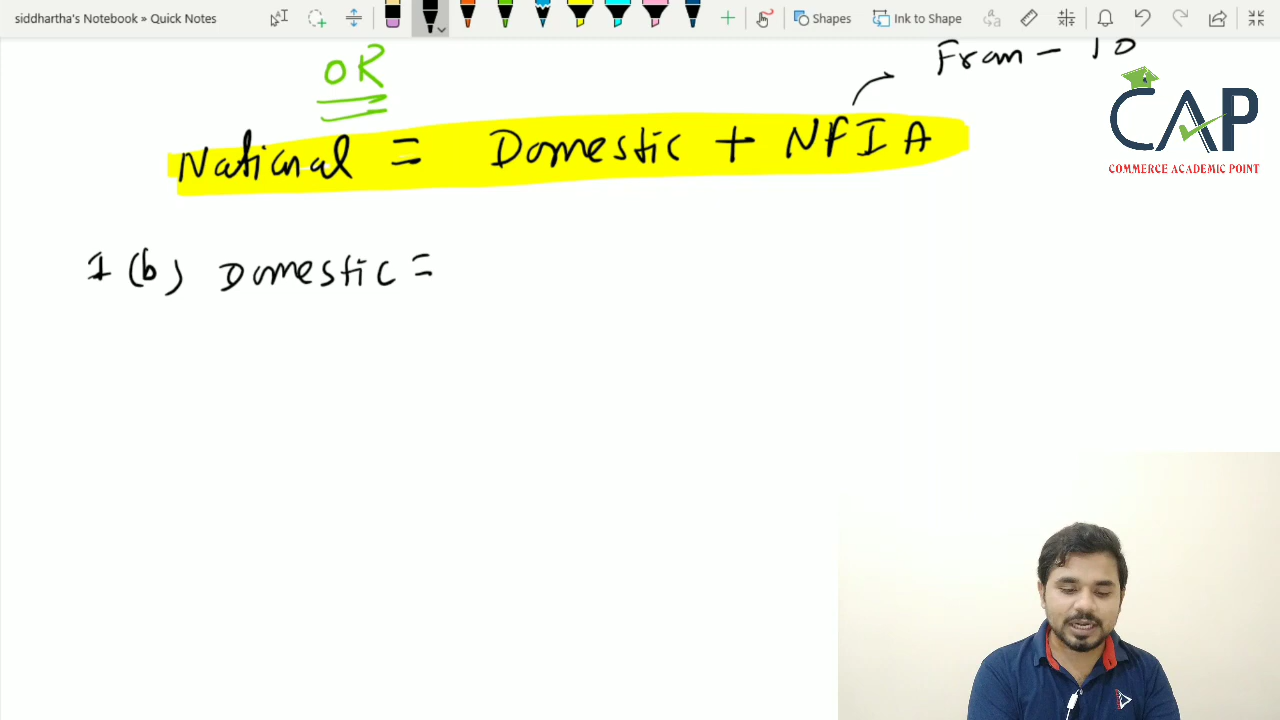 siddhartha's Notebook » Quick Notes
Shapes
Ink to Shape
OR
From - 10
National = Domestic + NFIA
1 (b) Domestic =
CAP
COMMERCE ACADEMIC POINT